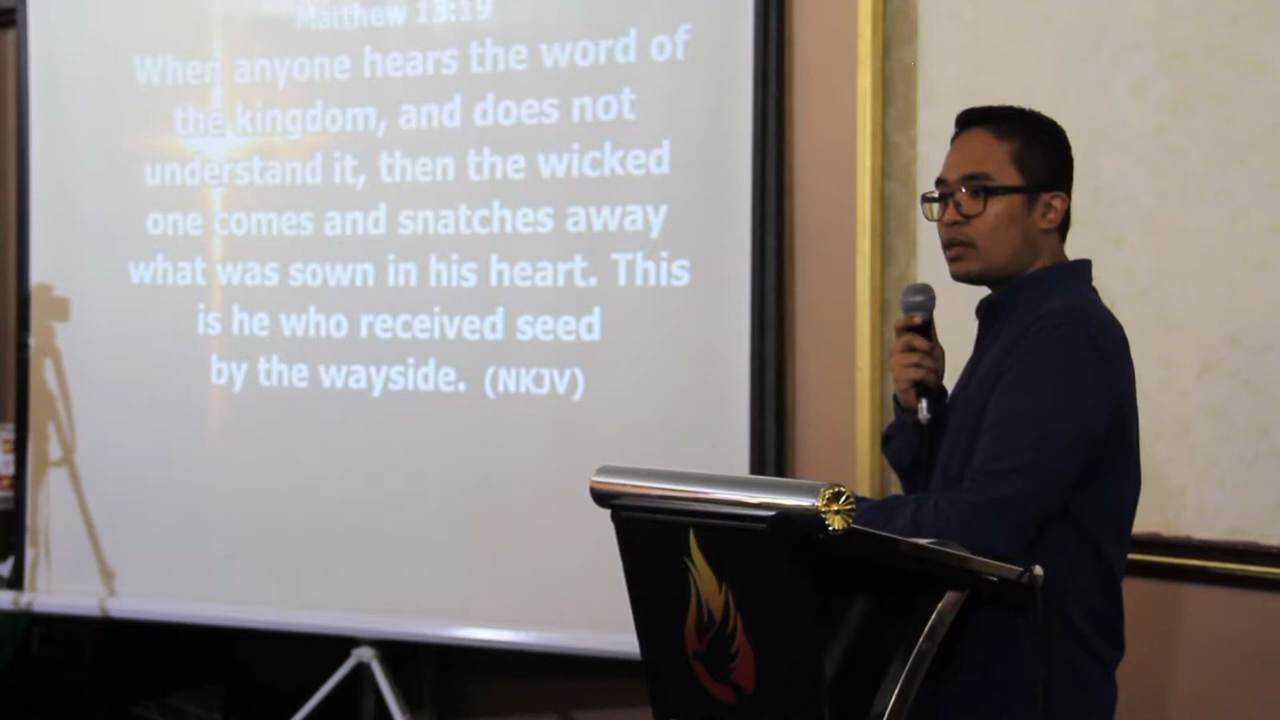 Matthew 13:19
When anyone hears the word of
the kingdom, and does not
understand it, then the wicked
one comes and snatches away
what was sown in his heart. This
is he who received seed
by the wayside. (NKJV)